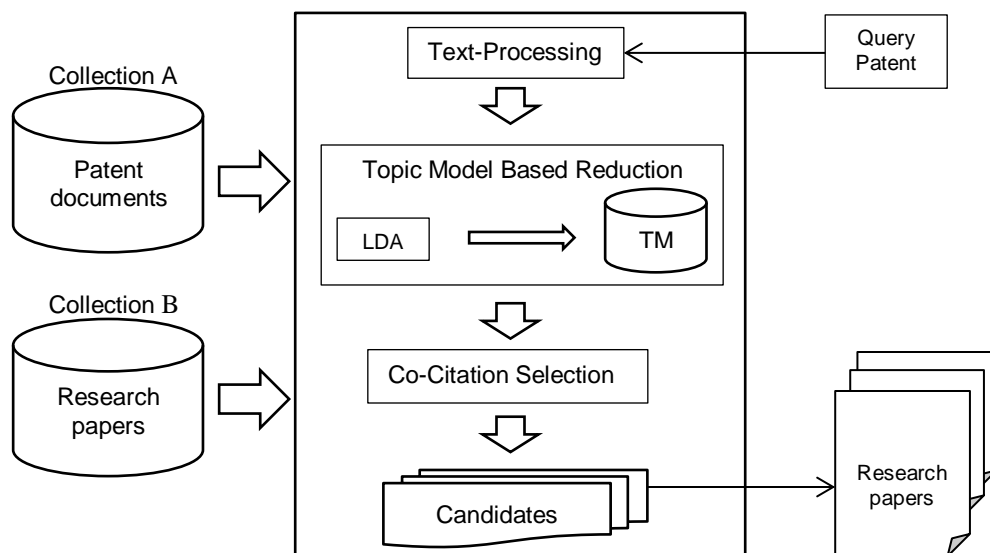 Text-Processing
Query
Patent
Collection A
Patent
documents
Topic Model Based Reduction
LDA
TM
Collection B
Research
papers
Co-Citation Selection
Candidates
Research
papers